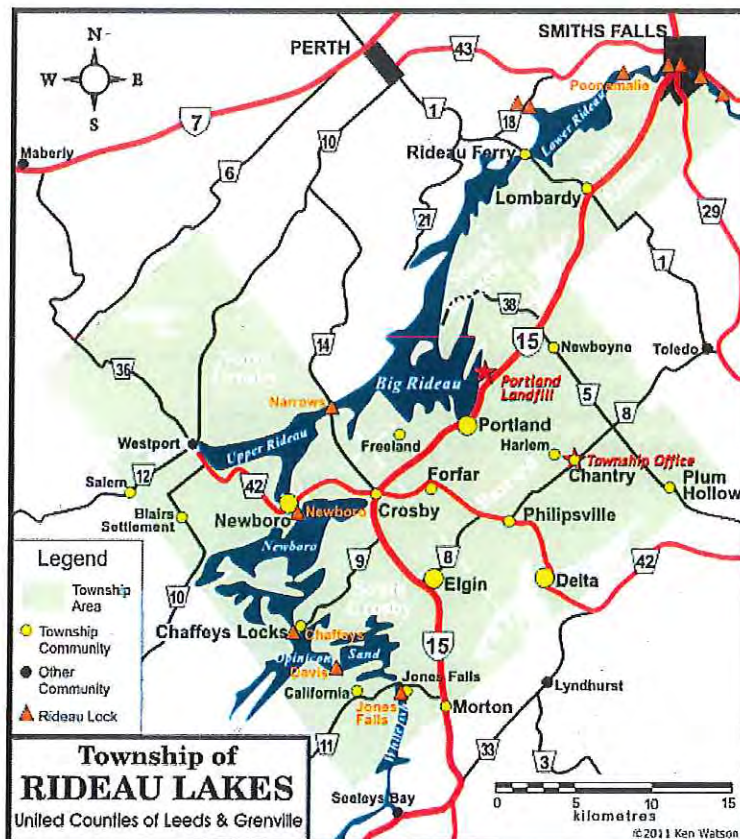 N
W E
S
PERTH
SMITHS FALLS
43
Poonamalie
7
1
18
Lower Rideau
10
Maberly
Rideau Ferry
6
Lombardy
29
21
1
38
15
Newboyne
Toledo
14
36
Big Rideau
Portland
Landfill
5
8
Narrows
Westport
Upper Rideau
Freeland
Portland
Harlem
Township Office
Chantry
Salem
12
42
Forfar
Plum
Hollow
Blairs
Settlement
Newboro
Newboro
Crosby
Philipsville
Newboro
42
9
8
Elgin
Delta
10
Chaffeys Locks
Chaffeys
Opinicon
Sand
Davis
15
California
Jones Falls
Jones
Falls
Morton
Lyndhurst
11
33
3
Seeleys Bay
Legend
Township
Area
Township
Community
Other
Community
Rideau Lock
Township of
RIDEAU LAKES
United Counties of Leeds & Grenville
0 5 10 15
kilometres
©2011 Ken Watson